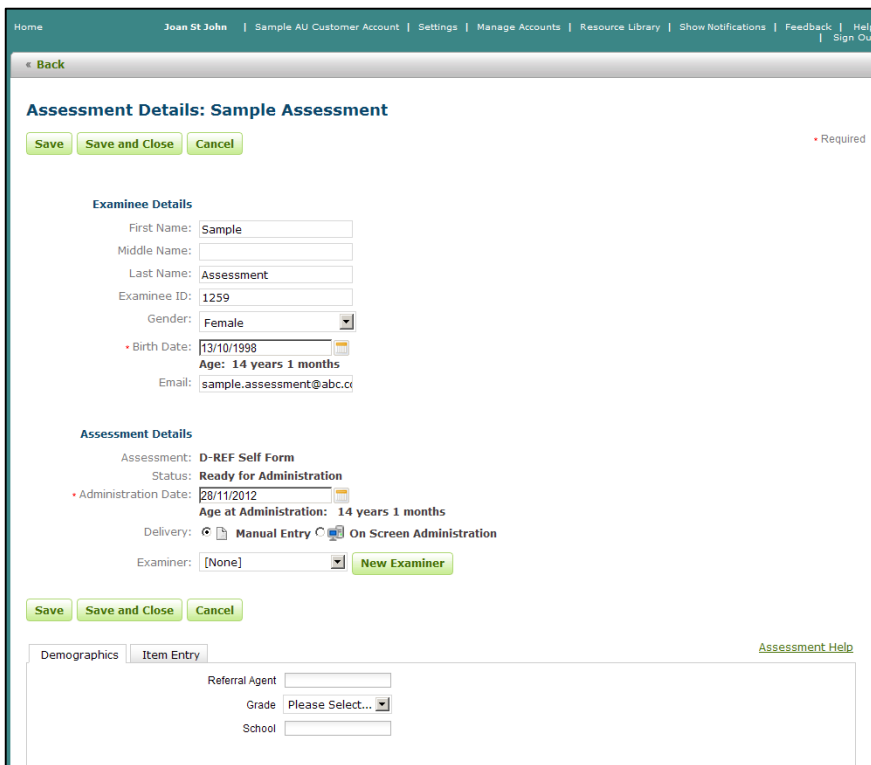 Home Joan St John | Sample AU Customer Account | Settings | Manage Accounts | Resource Library | Show Notifications | Feedback | Hel
| Sign Ou
« Back
Assessment Details: Sample Assessment
Save Save and Close Cancel
• Required
Examinee Details
First Name: Sample
Middle Name:
Last Name: Assessment
Examinee ID: 1259
Gender: Female
• Birth Date: 13/10/1998
Age: 14 years 1 months
Email: sample.assessment@abc.co
Assessment Details
Assessment: D-REF Self Form
Status: Ready for Administration
• Administration Date: 28/11/2012
Age at Administration: 14 years 1 months
Delivery: Manual Entry On Screen Administration
Examiner: [None] New Examiner
Save Save and Close Cancel
Demographics Item Entry Assessment Help
Referral Agent
Grade Please Select...
School